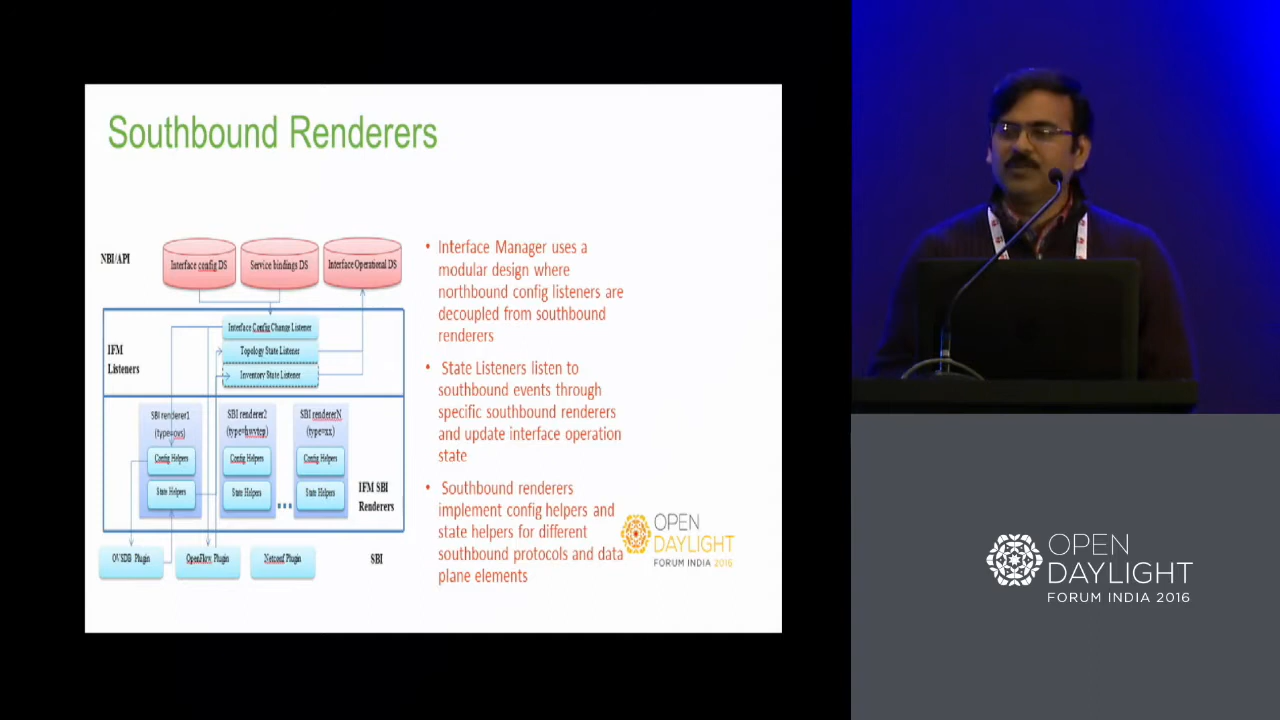 Southbound Renderers
NBI/API
Interface config DS
Service bindings DS
Interface Operational DS
IFM
Listeners
Interface Config Change Listener
Topology State Listener
Inventory State Listener
SBI renderer1
(type=ovs)
Config Helpers
State Helpers
SBI renderer2
(type=hwvtep)
Config Helpers
State Helpers
SBI rendererN
(type=xx)
Config Helpers
State Helpers
...
IFM SBI
Renderers
OVSDB Plugin
OpenFlow Plugin
Netconf Plugin
SBI
• Interface Manager uses a
modular design where
northbound config listeners are
decoupled from southbound
renderers
• State Listeners listen to
southbound events through
specific southbound renderers
and update interface operation
state
• Southbound renderers
implement config helpers and
state helpers for different
southbound protocols and data
plane elements
OPEN
DAYLIGHT
FORUM INDIA 2016
OPEN
DAYLIGHT
FORUM INDIA 2016